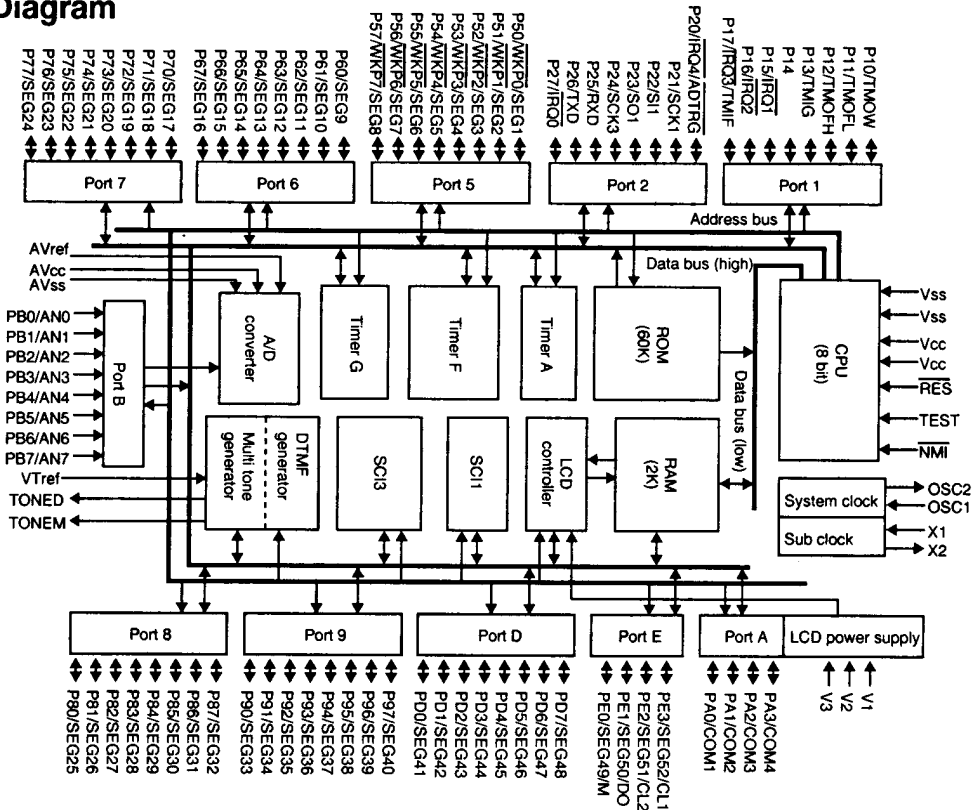 Diagram
P77/SEG24
P76/SEG23
P75/SEG22
P74/SEG21
P73/SEG20
P72/SEG19
P71/SEG18
P70/SEG17
P67/SEG16
P66/SEG15
P65/SEG14
P64/SEG13
P63/SEG12
P62/SEG11
P61/SEG10
P60/SEG9
P57/WKP7/SEG8
P56/WKP6/SEG7
P55/WKP5/SEG6
P54/WKP4/SEG5
P53/WKP3/SEG4
P52/WKP2/SEG3
P51/WKP1/SEG2
P50/WKP0/SEG1
P27/IRQ0
P26/TXD
P25/RXD
P24/SCK3
P23/SO1
P22/SI1
P21/SCK1
P20/IRQ4/ADTRG
P17/IRQ3/TMIF
P16/IRQ2
P15/IRQ1
P14
P13/TMIG
P12/TMOFH
P11/TMOFL
P10/TMOW
Port 7
Port 6
Port 5
Port 2
Port 1
Address bus
Data bus (high)
Data bus (low)
AVref
AVcc
AVss
PB0/AN0
PB1/AN1
PB2/AN2
PB3/AN3
PB4/AN4
PB5/AN5
PB6/AN6
PB7/AN7
VTref
TONED
TONEM
Port B
A/D
converter
Timer G
Timer F
Timer A
ROM
(60K)
CPU
(8 bit)
Vss
Vss
Vcc
Vcc
RES
TEST
NMI
DTMF
generator
Multi tone
generator
SCI3
SCI1
LCD
controller
RAM
(2K)
System clock
Sub clock
OSC2
OSC1
X1
X2
Port 8
Port 9
Port D
Port E
Port A
LCD power supply
P80/SEG25
P81/SEG26
P82/SEG27
P83/SEG28
P84/SEG29
P85/SEG30
P86/SEG31
P87/SEG32
P90/SEG33
P91/SEG34
P92/SEG35
P93/SEG36
P94/SEG37
P95/SEG38
P96/SEG39
P97/SEG40
PD0/SEG41
PD1/SEG42
PD2/SEG43
PD3/SEG44
PD4/SEG45
PD5/SEG46
PD6/SEG47
PD7/SEG48
PE0/SEG49/M
PE1/SEG50/DO
PE2/SEG51/CL2
PE3/SEG52/CL1
PA0/COM1
PA1/COM2
PA2/COM3
PA3/COM4
V3
V2
V1